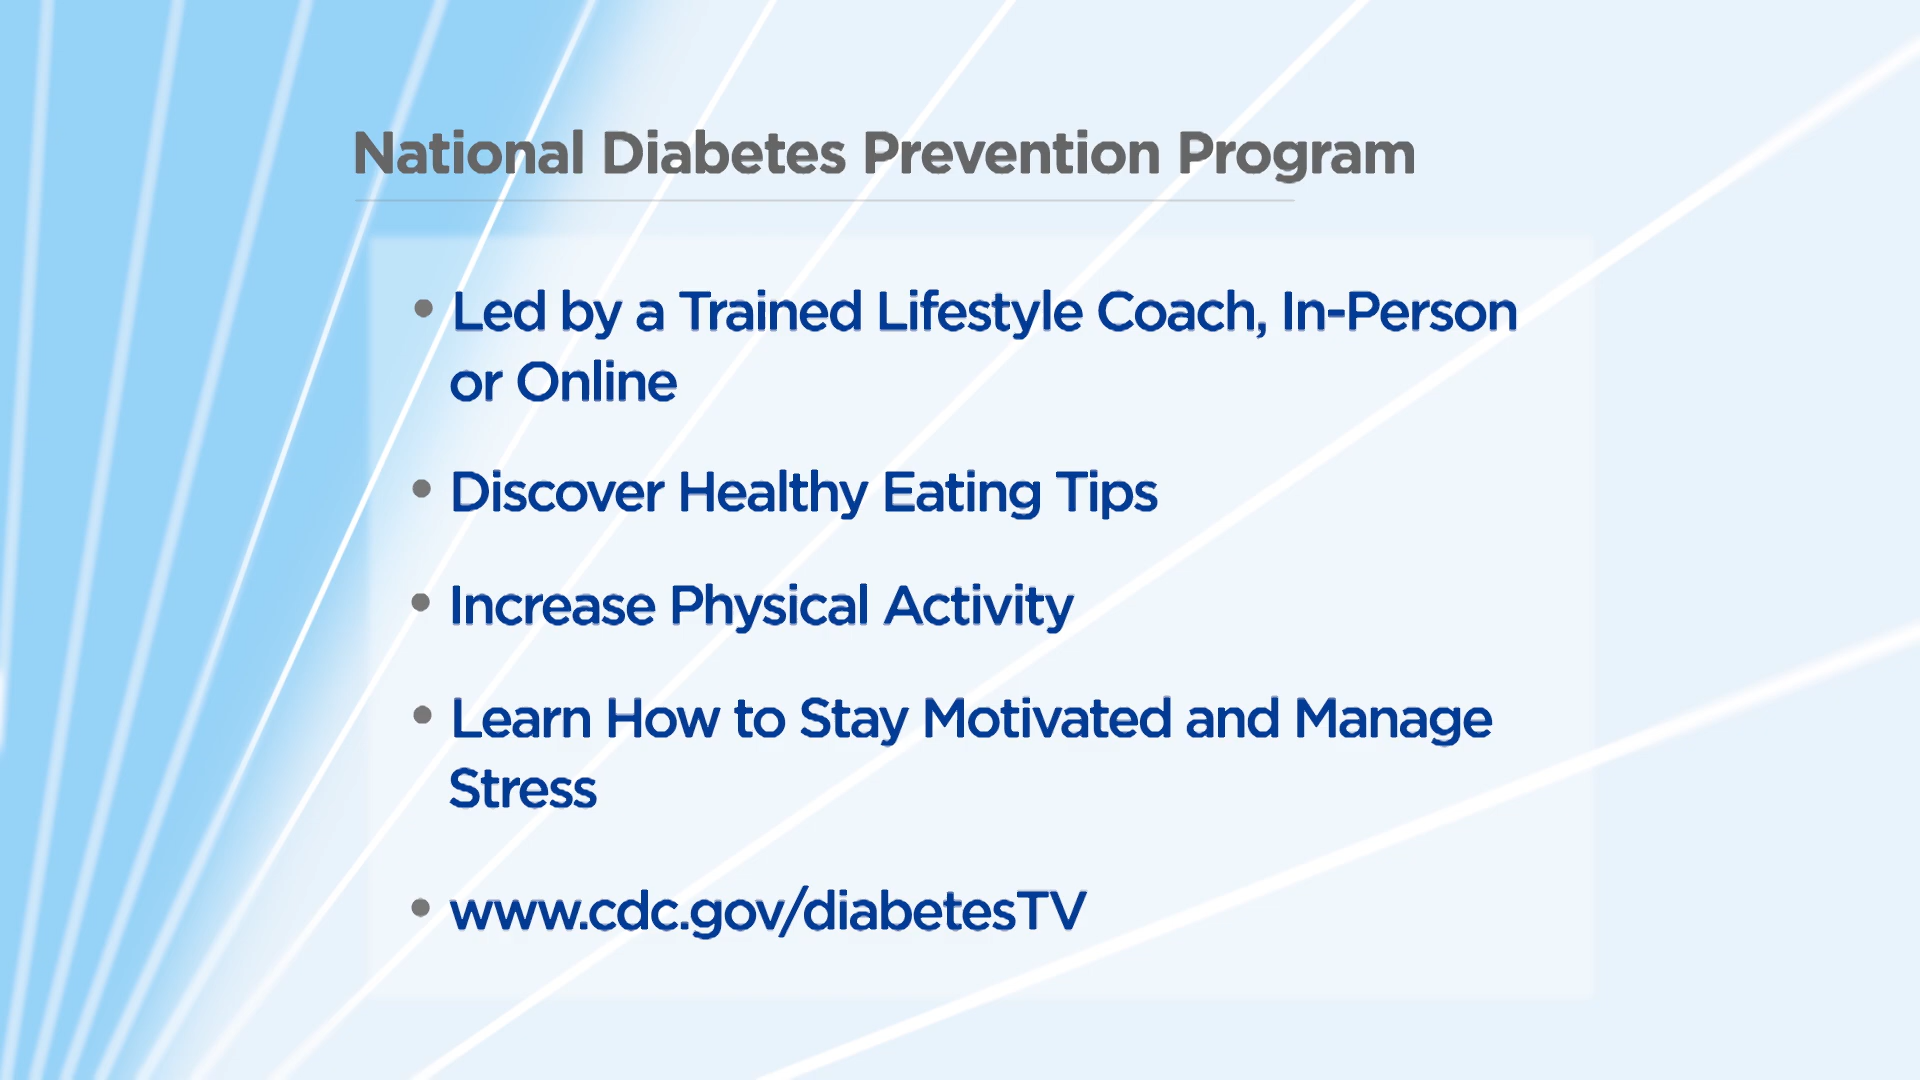 National Diabetes Prevention Program
• Led by a Trained Lifestyle Coach, In-Person
or Online
• Discover Healthy Eating Tips
• Increase Physical Activity
• Learn How to Stay Motivated and Manage
Stress
• www.cdc.gov/diabetesTV